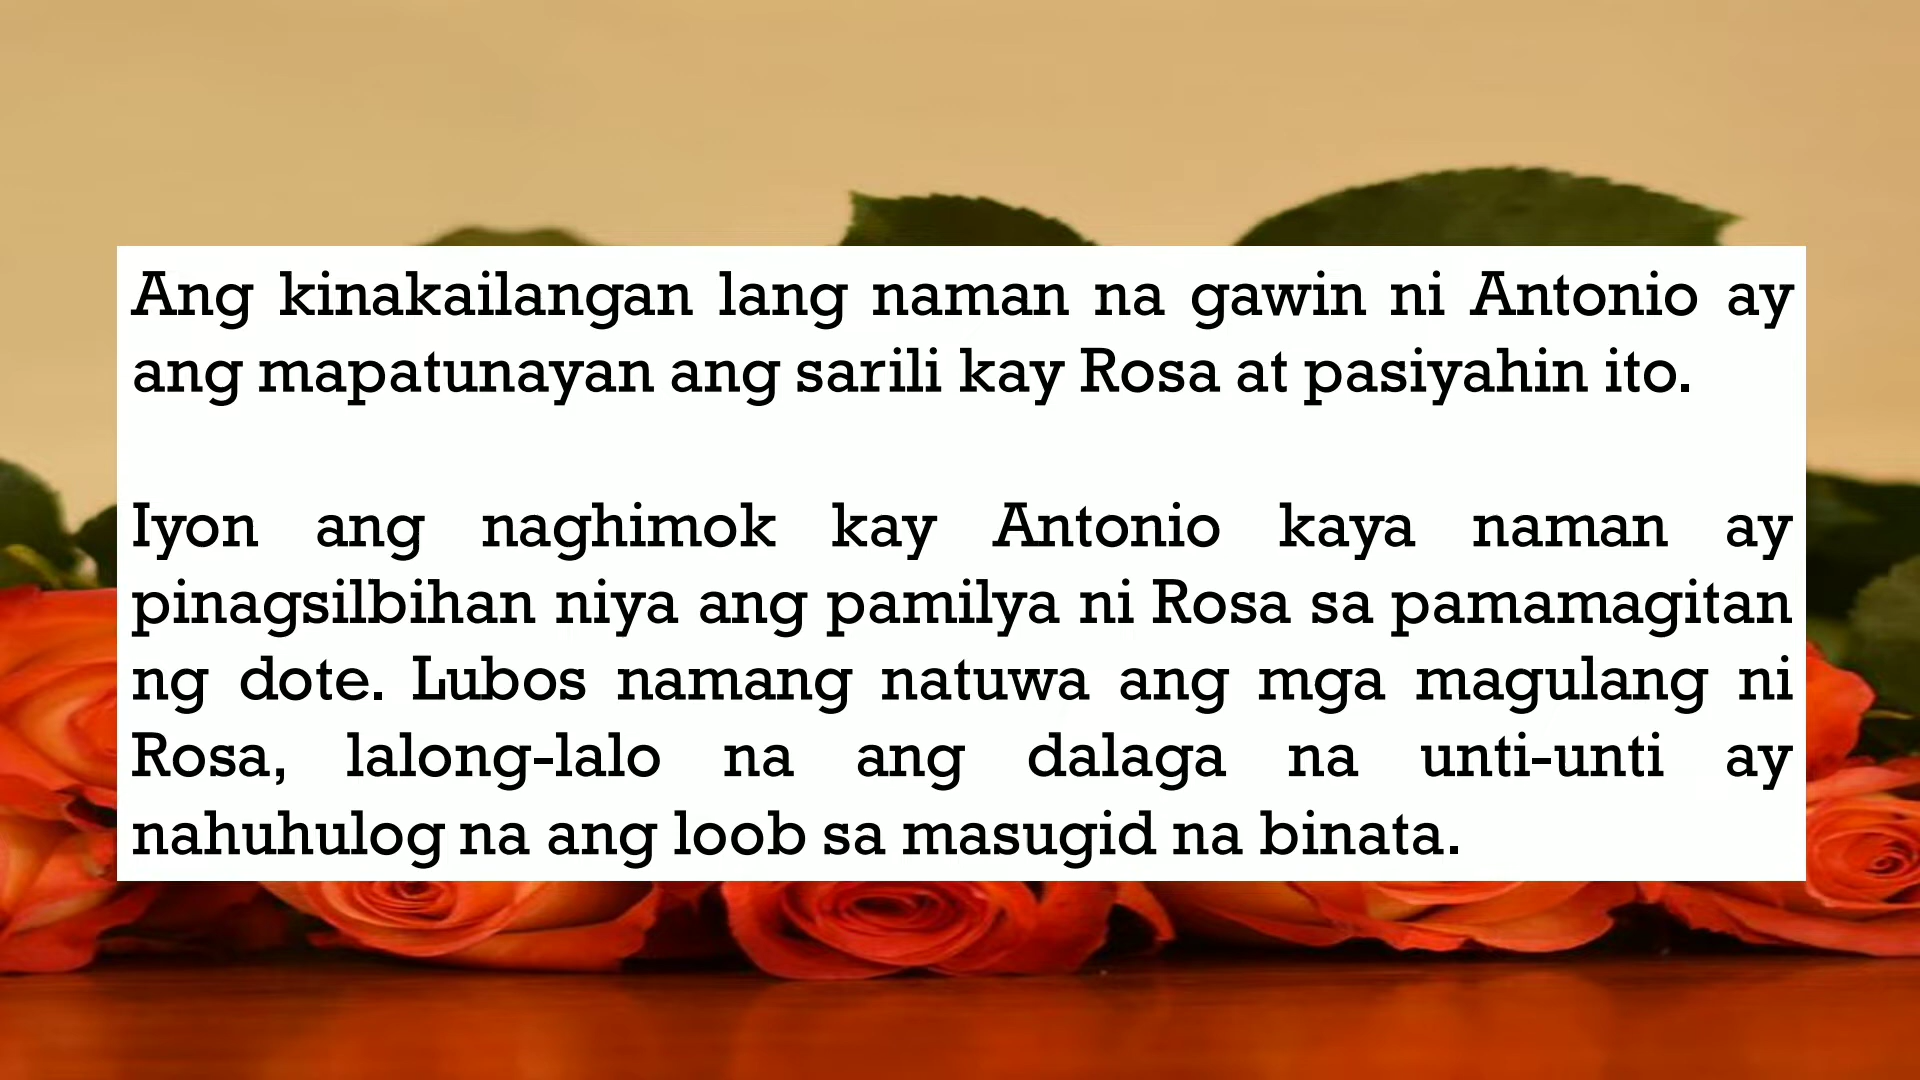 Ang kinakailangan lang naman na gawin ni Antonio ay
ang mapatunayan ang sarili kay Rosa at pasiyahin ito.
Iyon ang naghimok kay Antonio kaya naman ay
pinagsilbihan niya ang pamilya ni Rosa sa pamamagitan
ng dote. Lubos namang natuwa ang mga magulang ni
Rosa, lalong-lalo na ang dalaga na unti-unti ay
nahuhulog na ang loob sa masugid na binata.